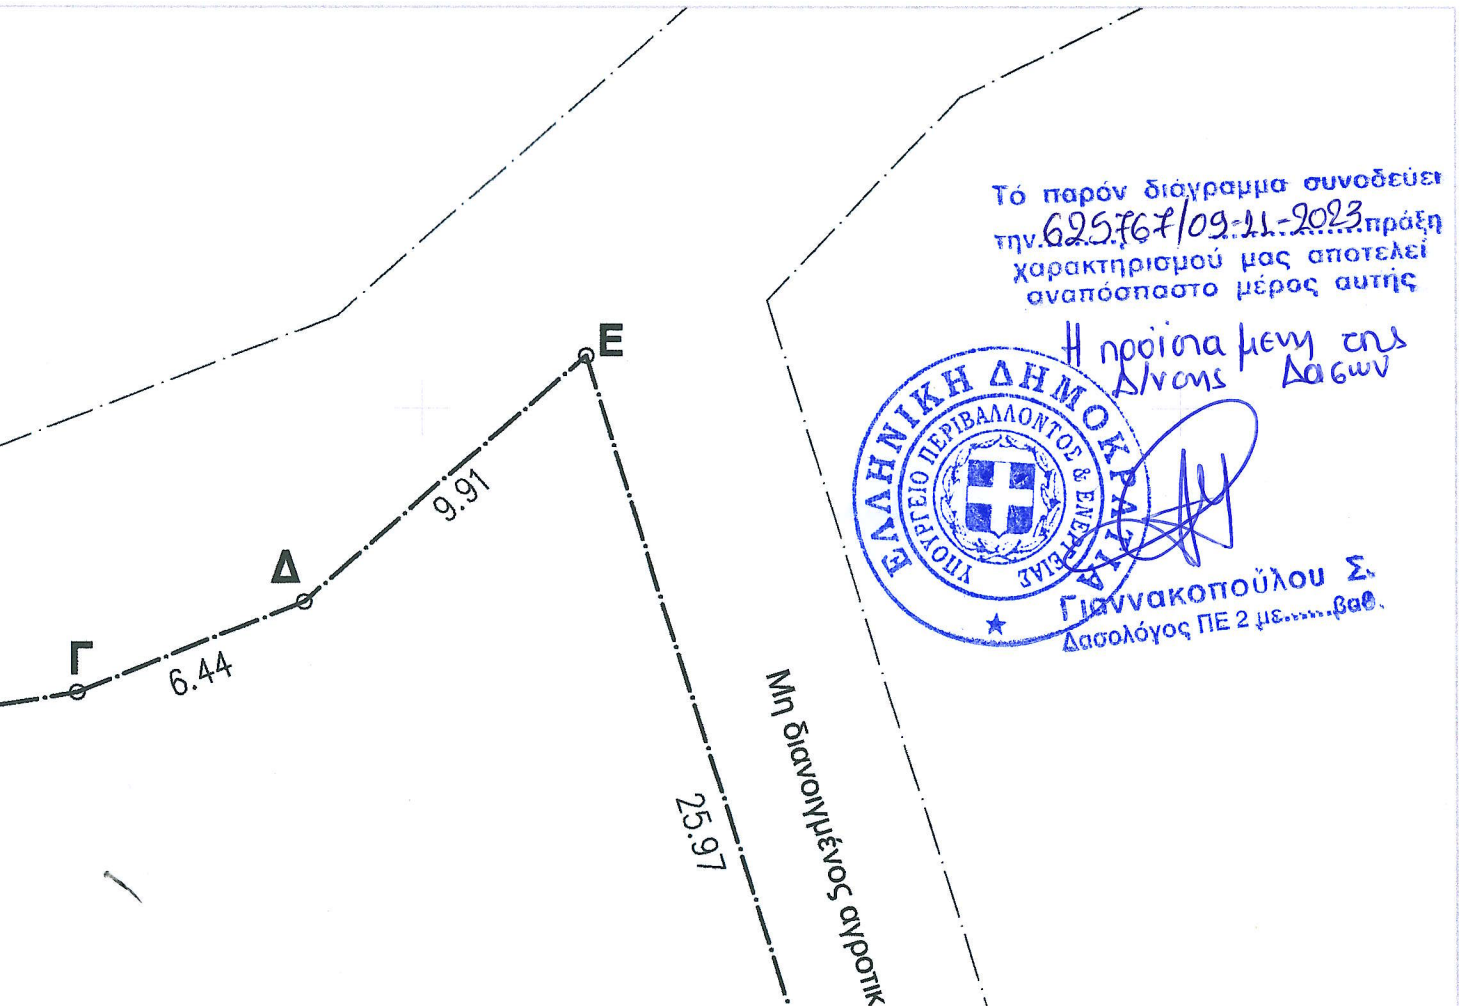 Τό παρόν διάγραμμα συνοδεύει
την 625767/09-11-2023 πράξη
χαρακτηρισμού μας αποτελεί
αναπόσπαστο μέρος αυτής
Η προϊσταμενη της
Δ/νσης Δασων
ΕΛΛΗΝΙΚΗ ΔΗΜΟΚΡΑΤΙΑ
ΥΠΟΥΡΓΕΙΟ ΠΕΡΙΒΑΛΛΟΝΤΟΣ & ΕΝΕΡΓΕΙΑΣ
Γιαννακοπούλου Σ.
Δασολόγος ΠΕ 2 με......βαθ.
Ε
9.91
Δ
Γ
6.44
25.97
Μη διανοιγμένος αγροτικ